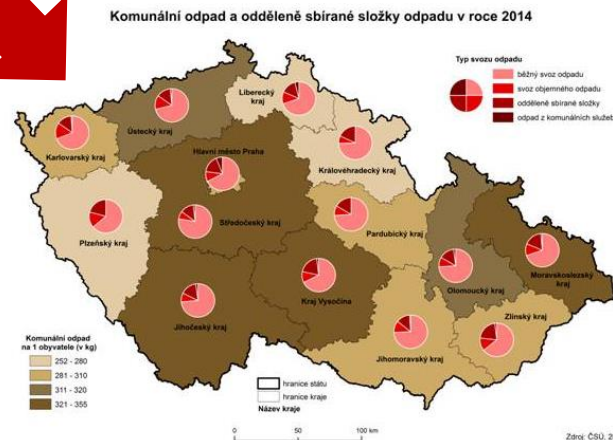 Komunální odpad a odděleně sbírané složky odpadu v roce 2014
Typ svozu odpadu
běžný svoz odpadu
svoz objemného odpadu
odděleně sbírané složky
odpad z komunálních služeb
Liberecký
kraj
Ústecký kraj
Karlovarský kraj
Hlavní město Praha
Královéhradecký kraj
Středočeský kraj
Plzeňský kraj
Pardubický kraj
Moravskoslezský
kraj
Olomoucký kraj
Kraj Vysočina
Jihočeský kraj
Zlínský kraj
Jihomoravský kraj
Komunální odpad
na 1 obyvatele (v kg)
252 - 280
281 - 310
311 - 320
321 - 355
hranice státu
hranice kraje
Název kraje
0 50 100 km
Zdroj: ČSÚ, 2